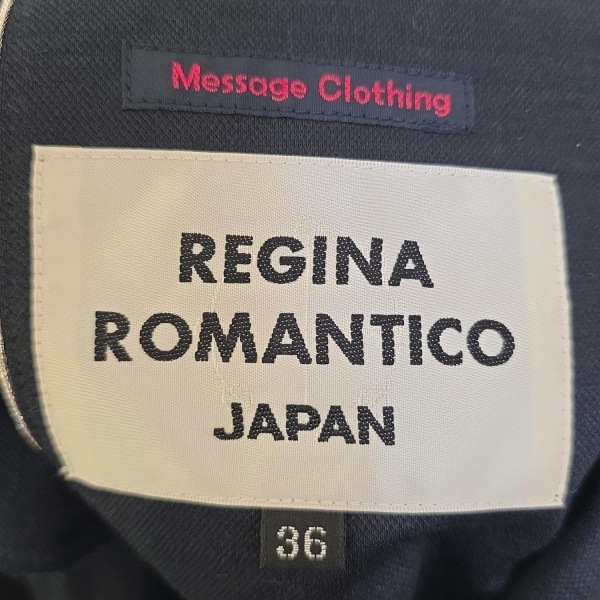 Message Clothing
REGINA
ROMANTICO
JAPAN
36